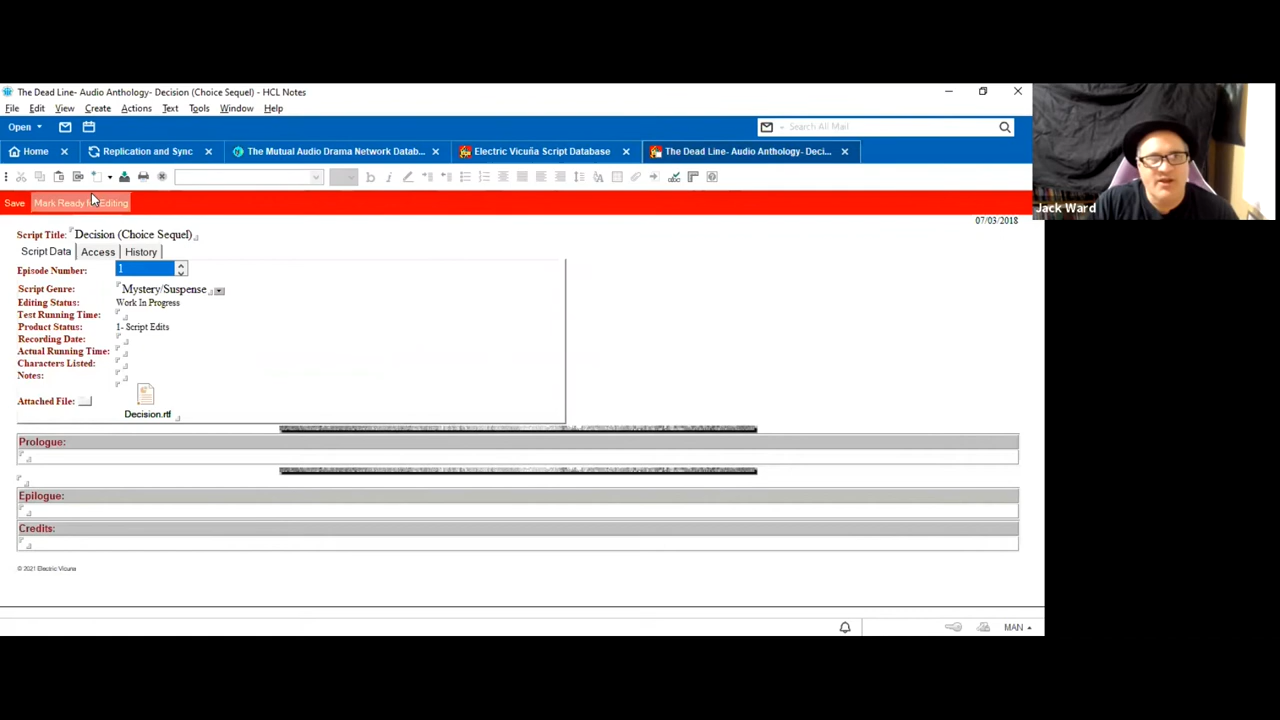 The Dead Line- Audio Anthology- Decision (Choice Sequel) - HCL Notes
File Edit View Create Actions Text Tools Window Help
Open Search All Mail
Home Replication and Sync The Mutual Audio Drama Network Datab... Electric Vicuña Script Database The Dead Line- Audio Anthology- Deci...
Save Mark Ready Editing
Jack Ward
07/03/2018
Script Title: Decision (Choice Sequel)
Script Data Access History
Episode Number: 1
Script Genre: Mystery/Suspense
Editing Status: Work In Progress
Test Running Time:
Product Status: 1- Script Edits
Recording Date:
Actual Running Time:
Characters Listed:
Notes:
Attached File:
Decision.rtf
Prologue:
Epilogue:
Credits:
© 2021 Electric Vicuna
MAN